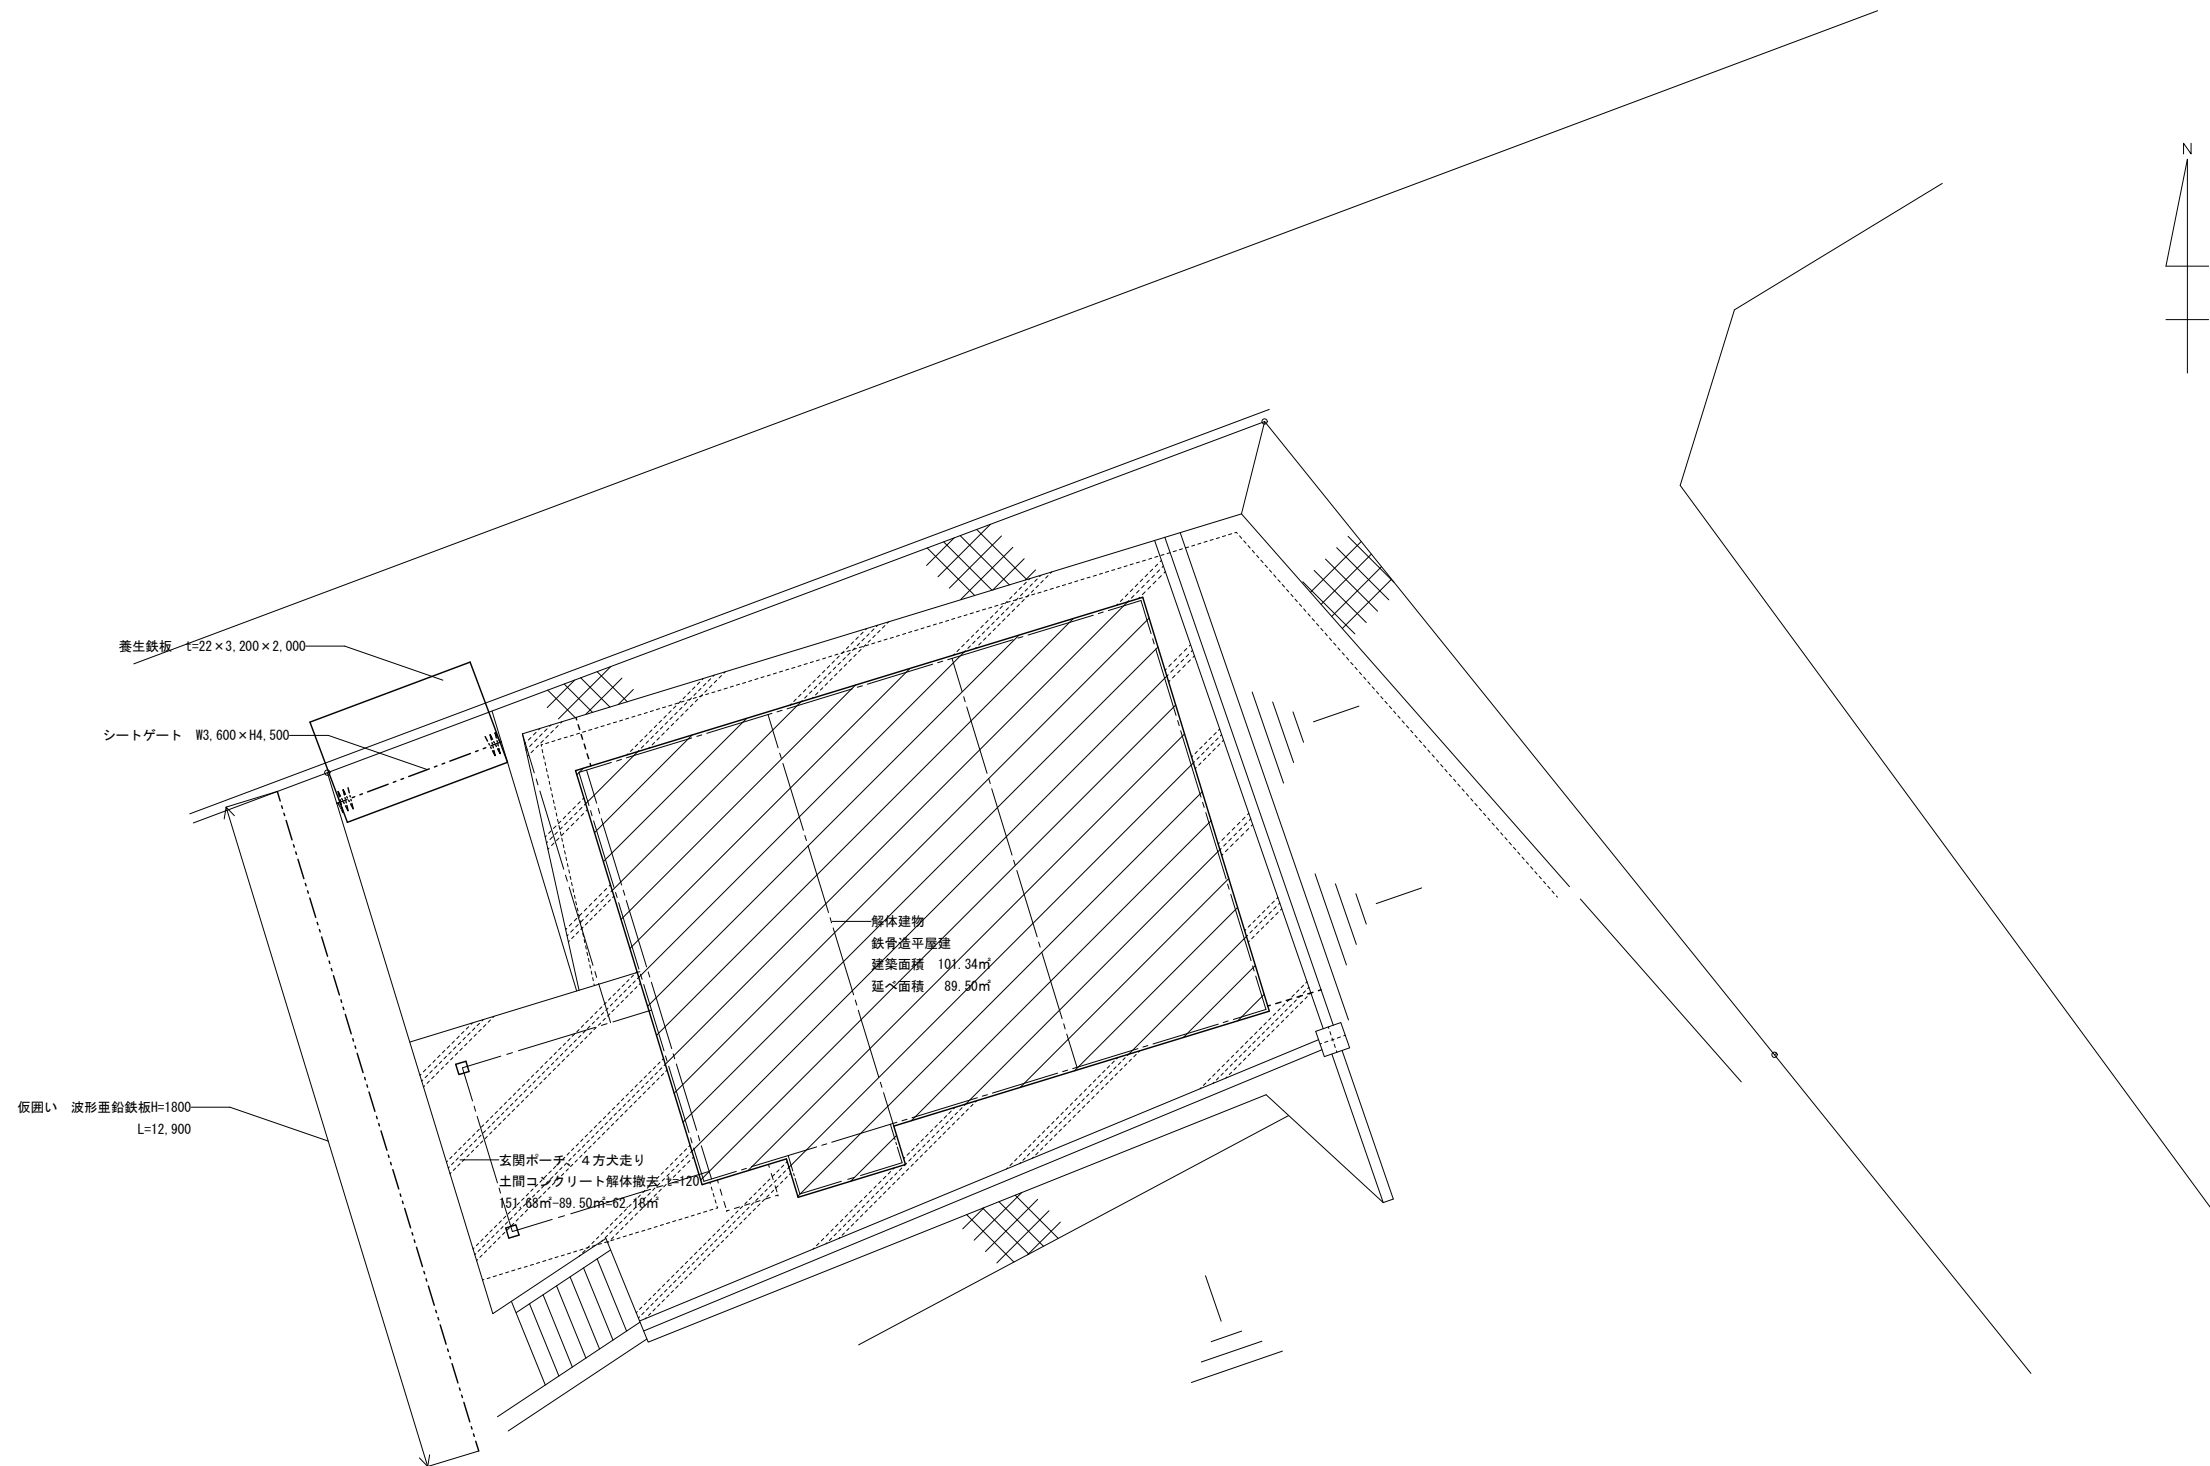 N
養生鉄板　t=22×3,200×2,000
シートゲート　W3,600×H4,500
解体建物
鉄骨造平屋建
建築面積　101.34㎡
延べ面積　89.50㎡
仮囲い　波形亜鉛鉄板H=1800
L=12,900
玄関ポーチ、４方犬走り
土間コンクリート解体撤去 t=120
151.68㎡-89.50㎡=62.18㎡